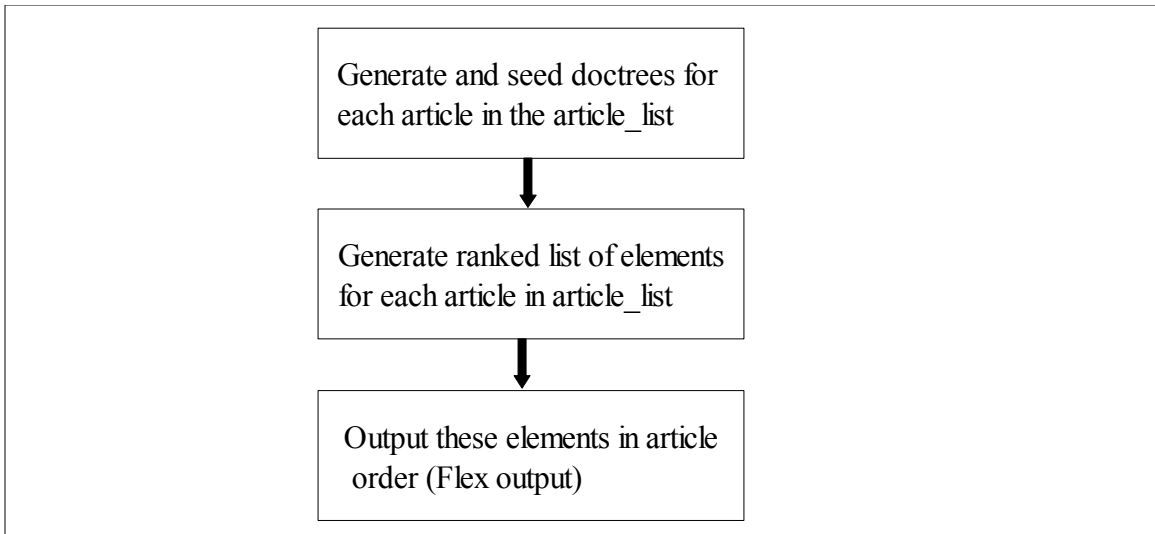 Generate and seed doctrees for
each article in the article_list
Generate ranked list of elements
for each article in article_list
Output these elements in article
order (Flex output)